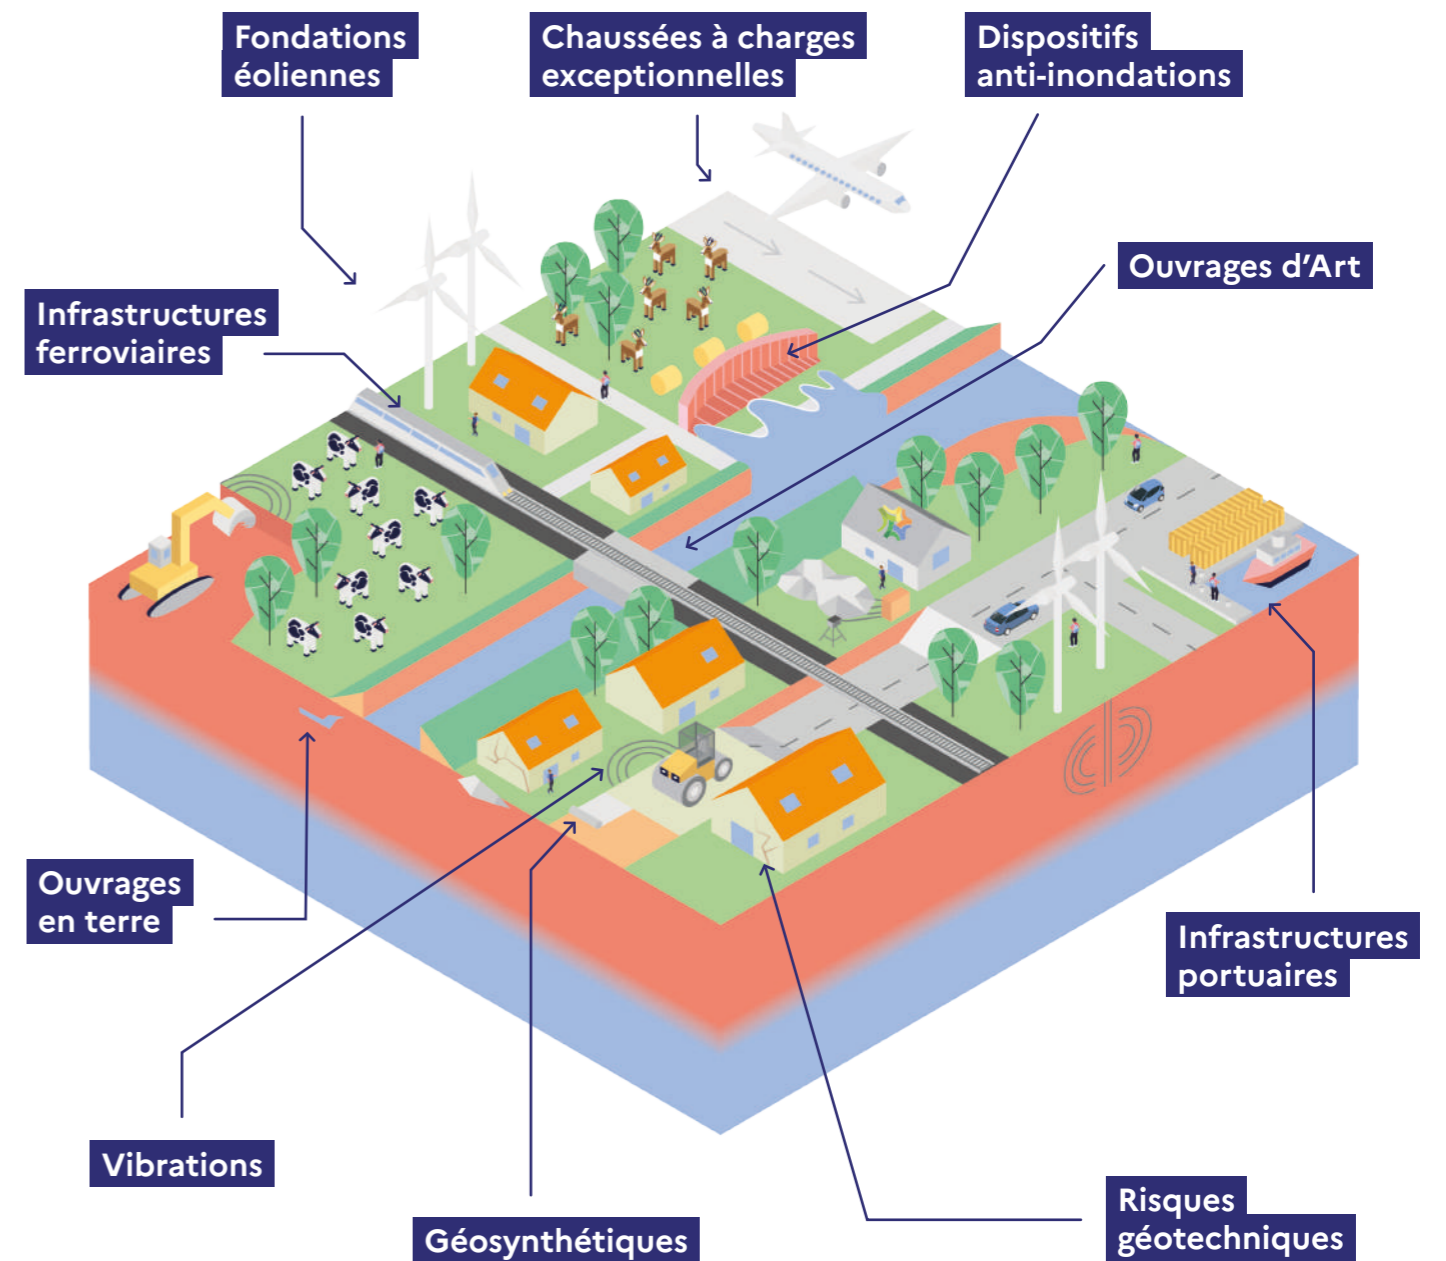 Fondations
éoliennes
Chaussées à charges
exceptionnelles
Dispositifs
anti-inondations
Ouvrages d’Art
Infrastructures
ferroviaires
Ouvrages
en terre
Infrastructures
portuaires
Vibrations
Géosynthétiques
Risques
géotechniques